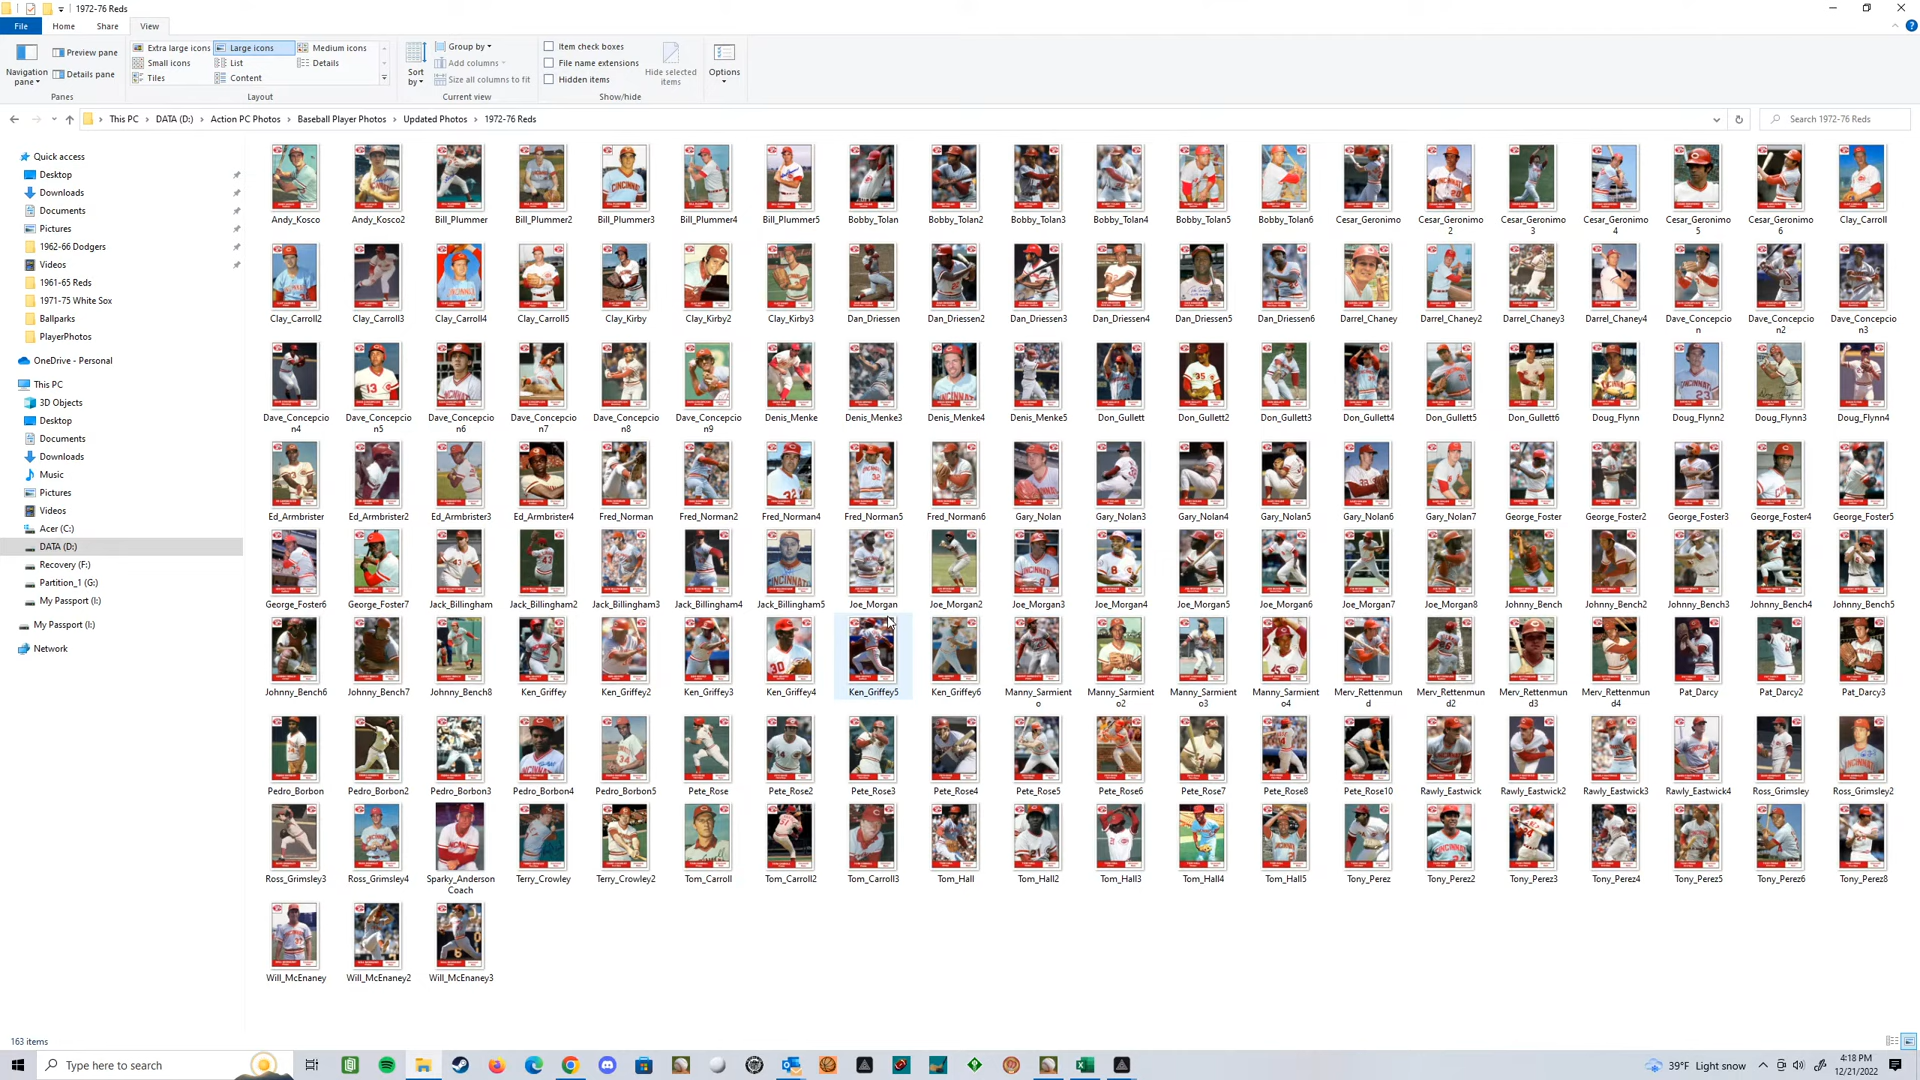 1972-76 Reds
File Home Share View
Navigation pane
Preview pane
Details pane
Panes
Extra large icons Large icons Medium icons
Small icons List Details
Tiles Content
Layout
Sort by
Group by
Add columns
Size all columns to fit
Current view
Item check boxes
File name extensions
Hidden items
Hide selected items
Show/hide
Options
This PC > DATA (D:) > Action PC Photos > Baseball Player Photos > Updated Photos > 1972-76 Reds
Search 1972-76 Reds
Quick access
Desktop
Downloads
Documents
Pictures
1962-66 Dodgers
Videos
1961-65 Reds
1971-75 White Sox
Ballparks
PlayerPhotos
OneDrive - Personal
This PC
3D Objects
Desktop
Documents
Downloads
Music
Pictures
Videos
Acer (C:)
DATA (D:)
Recovery (F:)
Partition_1 (G:)
My Passport (I:)
My Passport (I:)
Network
Andy_Kosco Andy_Kosco2 Bill_Plummer Bill_Plummer2 Bill_Plummer3 Bill_Plummer4 Bill_Plummer5 Bobby_Tolan Bobby_Tolan2 Bobby_Tolan3 Bobby_Tolan4 Bobby_Tolan5 Bobby_Tolan6 Cesar_Geronimo Cesar_Geronimo2 Cesar_Geronimo3 Cesar_Geronimo4 Cesar_Geronimo5 Cesar_Geronimo6 Clay_Carroll
Clay_Carroll2 Clay_Carroll3 Clay_Carroll4 Clay_Carroll5 Clay_Kirby Clay_Kirby2 Clay_Kirby3 Dan_Driessen Dan_Driessen2 Dan_Driessen3 Dan_Driessen4 Dan_Driessen5 Dan_Driessen6 Darrel_Chaney Darrel_Chaney2 Darrel_Chaney3 Darrel_Chaney4 Dave_Concepcion Dave_Concepcion2 Dave_Concepcion3
Dave_Concepcion4 Dave_Concepcion5 Dave_Concepcion6 Dave_Concepcion7 Dave_Concepcion8 Dave_Concepcion9 Denis_Menke Denis_Menke3 Denis_Menke4 Denis_Menke5 Don_Gullett Don_Gullett2 Don_Gullett3 Don_Gullett4 Don_Gullett5 Don_Gullett6 Doug_Flynn Doug_Flynn2 Doug_Flynn3 Doug_Flynn4
Ed_Armbrister Ed_Armbrister2 Ed_Armbrister3 Ed_Armbrister4 Fred_Norman Fred_Norman2 Fred_Norman4 Fred_Norman5 Fred_Norman6 Gary_Nolan Gary_Nolan3 Gary_Nolan4 Gary_Nolan5 Gary_Nolan6 Gary_Nolan7 George_Foster George_Foster2 George_Foster3 George_Foster4 George_Foster5
George_Foster6 George_Foster7 Jack_Billingham Jack_Billingham2 Jack_Billingham3 Jack_Billingham4 Jack_Billingham5 Joe_Morgan Joe_Morgan2 Joe_Morgan3 Joe_Morgan4 Joe_Morgan5 Joe_Morgan6 Joe_Morgan7 Joe_Morgan8 Johnny_Bench Johnny_Bench2 Johnny_Bench3 Johnny_Bench4 Johnny_Bench5
Johnny_Bench6 Johnny_Bench7 Johnny_Bench8 Ken_Griffey Ken_Griffey2 Ken_Griffey3 Ken_Griffey4 Ken_Griffey5 Ken_Griffey6 Manny_Sarmiento Manny_Sarmiento2 Manny_Sarmiento3 Manny_Sarmiento4 Merv_Rettenmund Merv_Rettenmund2 Merv_Rettenmund3 Merv_Rettenmund4 Pat_Darcy Pat_Darcy2 Pat_Darcy3
Pedro_Borbon Pedro_Borbon2 Pedro_Borbon3 Pedro_Borbon4 Pedro_Borbon5 Pete_Rose Pete_Rose2 Pete_Rose3 Pete_Rose4 Pete_Rose5 Pete_Rose6 Pete_Rose7 Pete_Rose8 Pete_Rose10 Rawly_Eastwick Rawly_Eastwick2 Rawly_Eastwick3 Rawly_Eastwick4 Ross_Grimsley Ross_Grimsley2
Ross_Grimsley3 Ross_Grimsley4 Sparky_Anderson Coach Terry_Crowley Terry_Crowley2 Tom_Carroll Tom_Carroll2 Tom_Carroll3 Tom_Hall Tom_Hall2 Tom_Hall3 Tom_Hall4 Tom_Hall5 Tony_Perez Tony_Perez2 Tony_Perez3 Tony_Perez4 Tony_Perez5 Tony_Perez6 Tony_Perez8
Will_McEnaney Will_McEnaney2 Will_McEnaney3
163 items
Type here to search
39°F Light snow
4:18 PM
12/21/2022